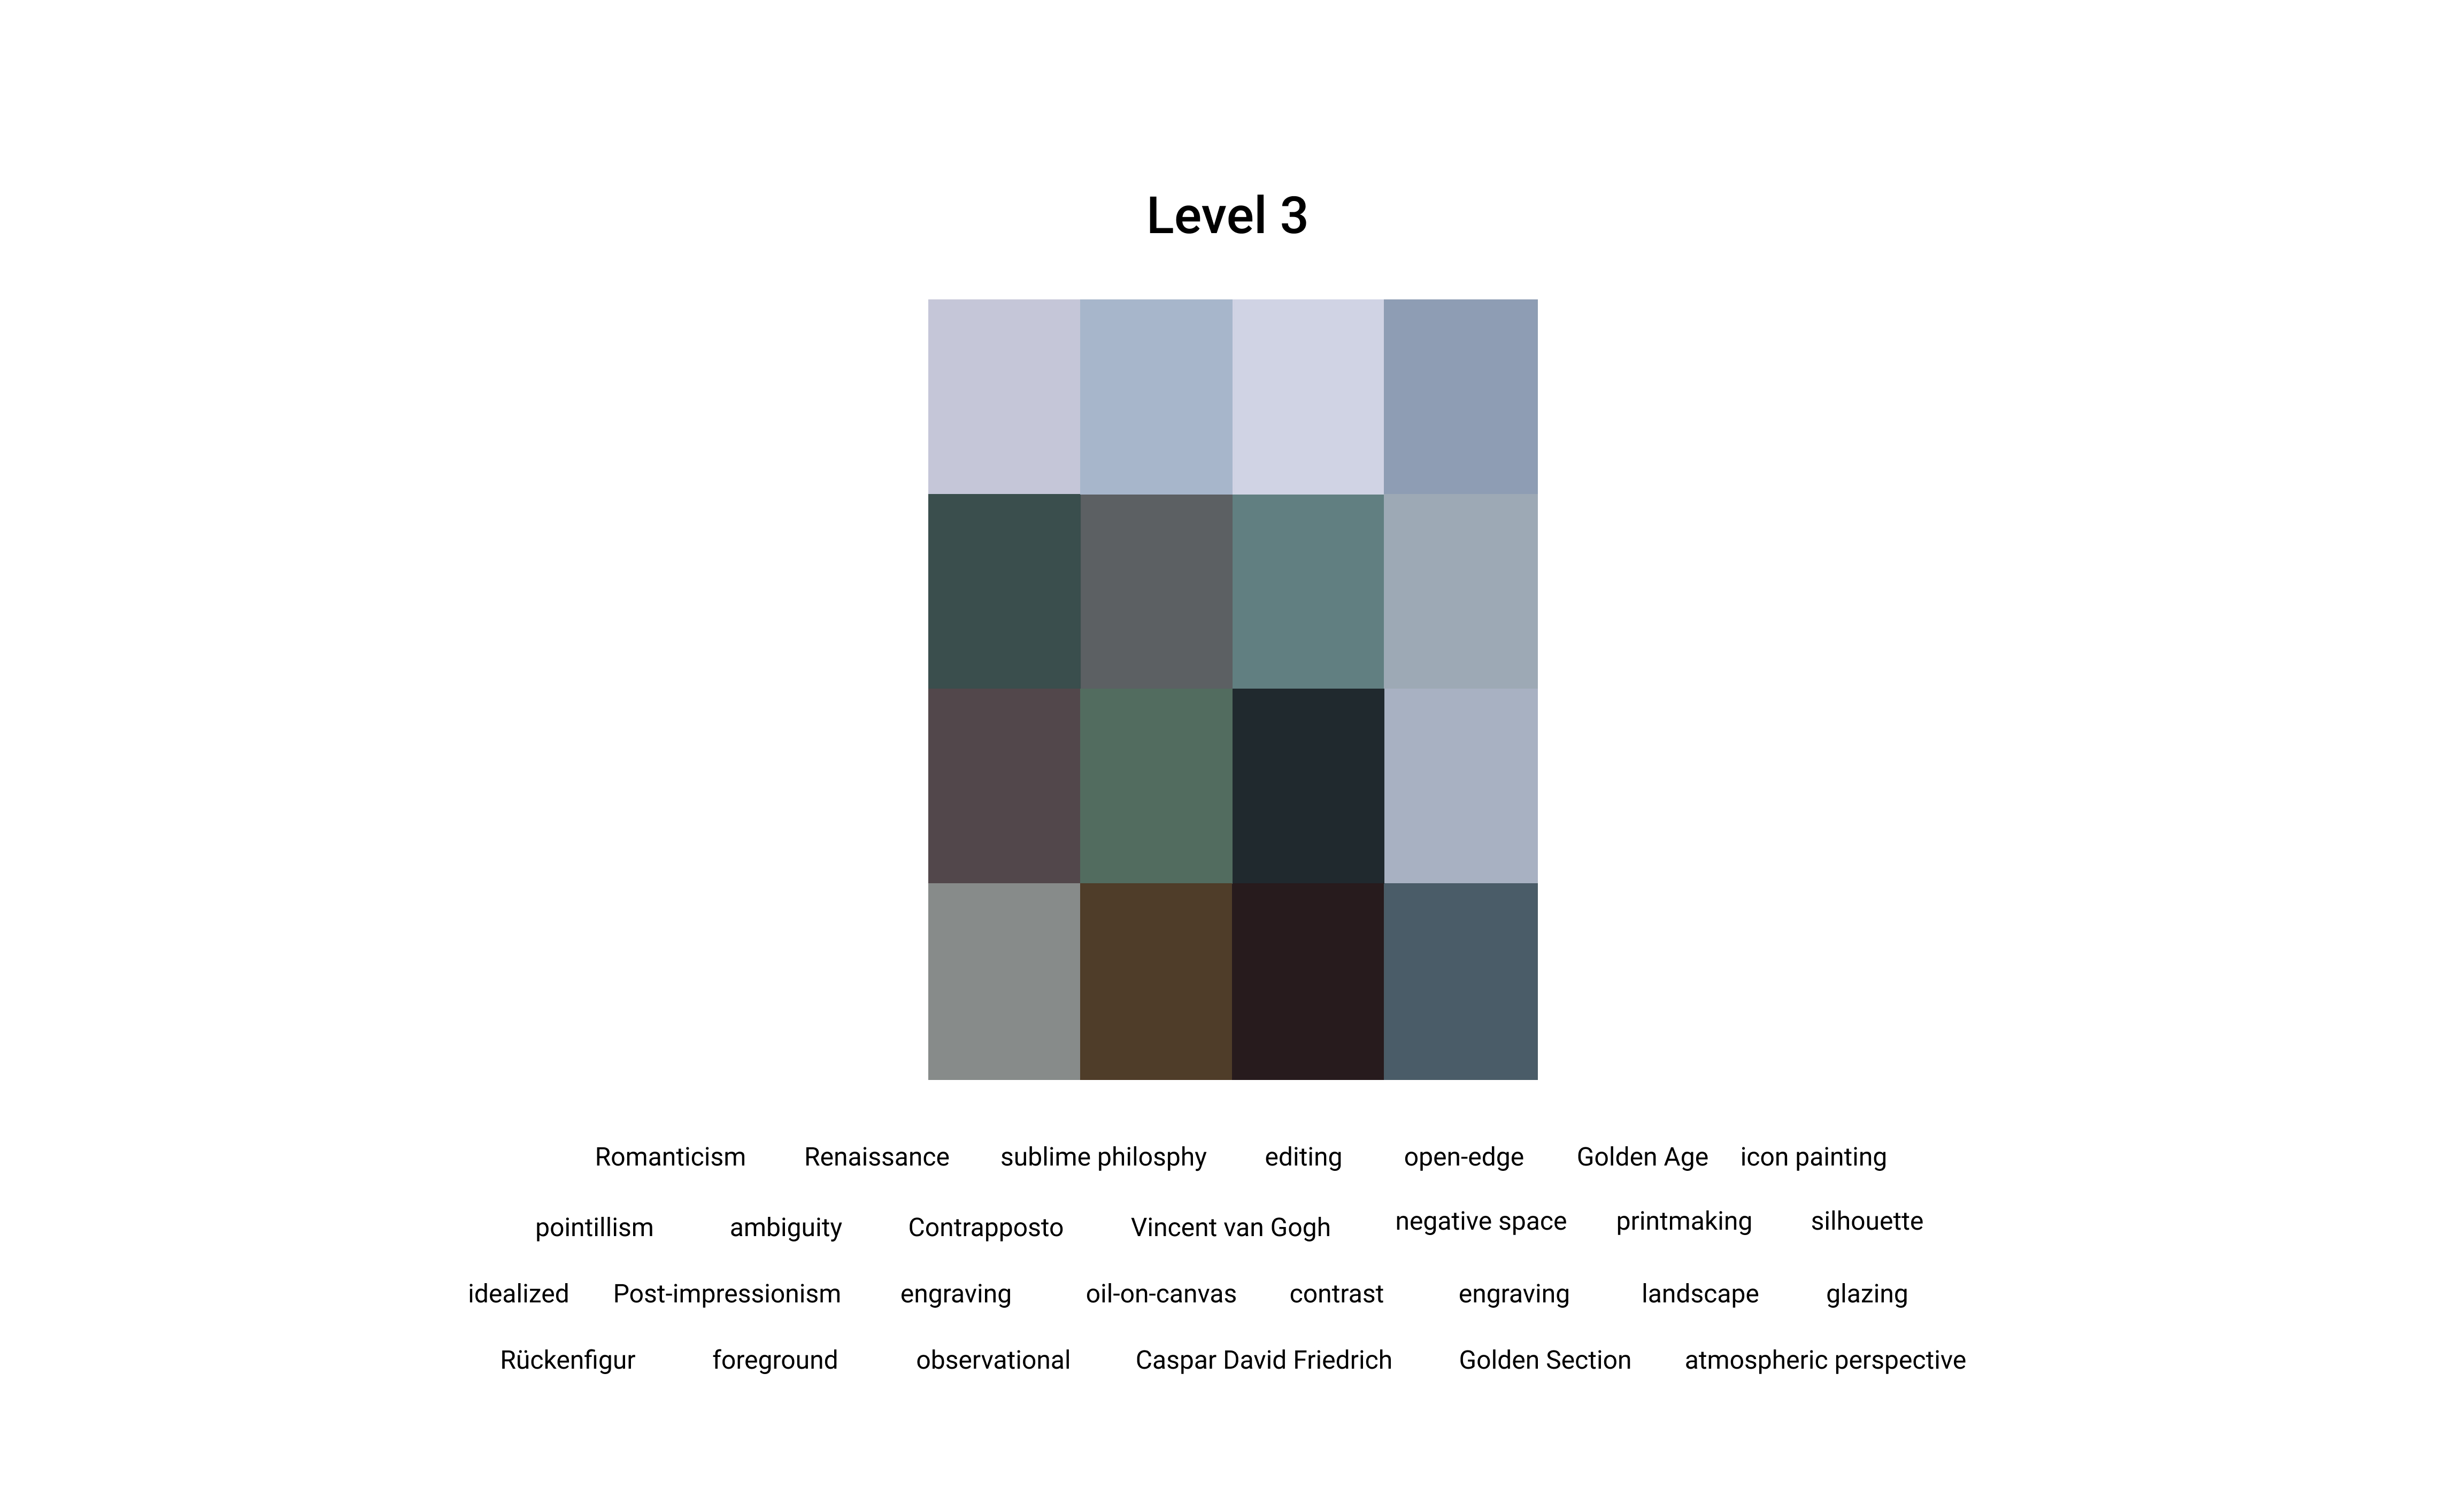 Level 3
Romanticism Renaissance sublime philosphy editing open-edge Golden Age icon painting
pointillism ambiguity Contrapposto Vincent van Gogh negative space printmaking silhouette
idealized Post-impressionism engraving oil-on-canvas contrast engraving landscape glazing
Rückenfigur foreground observational Caspar David Friedrich Golden Section atmospheric perspective